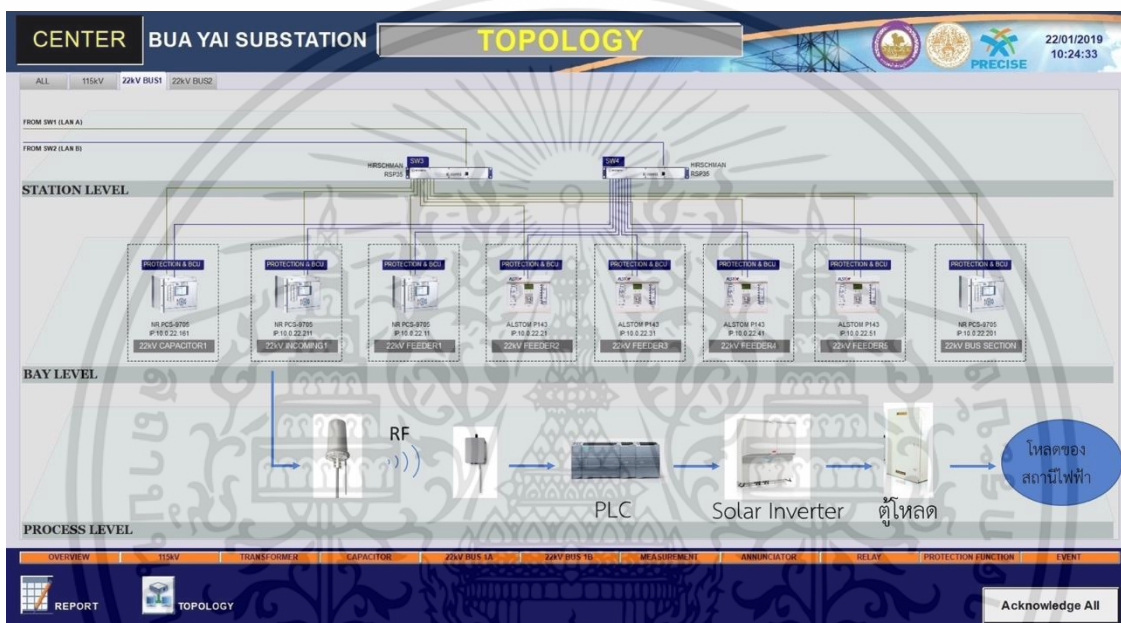 CENTER
BUA YAI SUBSTATION
TOPOLOGY
PRECISE
22/01/2019
10:24:33
ALL 115kV 22kV BUS1 22kV BUS2
FROM SW1 (LAN A)
FROM SW2 (LAN B)
HIRSCHMAN
RSP35
SW3
SW4
HIRSCHMAN
RSP35
STATION LEVEL
PROTECTION & BCU
NR PCS-9705
IP:10.0.22.161
22kV CAPACITOR1
PROTECTION & BCU
NR PCS-9705
IP:10.0.22.211
22kV INCOMING1
PROTECTION & BCU
NR PCS-9705
IP:10.0.22.11
22kV FEEDER1
PROTECTION & BCU
ALSTOM P143
IP:10.0.22.21
22kV FEEDER2
PROTECTION & BCU
ALSTOM P143
IP:10.0.22.31
22kV FEEDER3
PROTECTION & BCU
ALSTOM P143
IP:10.0.22.41
22kV FEEDER4
PROTECTION & BCU
ALSTOM P143
IP:10.0.22.51
22kV FEEDER5
PROTECTION & BCU
NR PCS-9705
IP:10.0.22.201
22kV BUS SECTION
BAY LEVEL
RF
PLC
Solar Inverter
ตู้โหลด
โหลดของ
สถานีไฟฟ้า
PROCESS LEVEL
OVERVIEW 115kV TRANSFORMER CAPACITOR 22kV BUS 1A 22kV BUS 1B MEASUREMENT ANNUNCIATOR RELAY PROTECTION FUNCTION EVENT
REPORT
TOPOLOGY
Acknowledge All